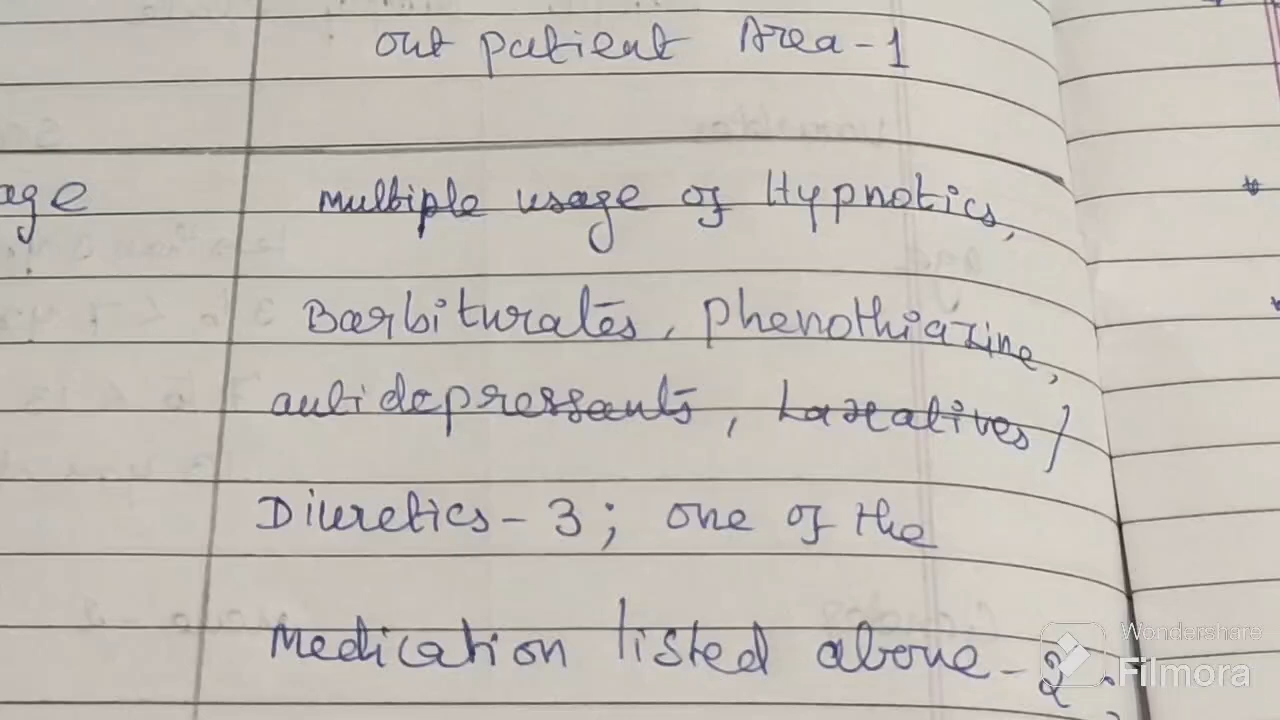 out patient Area-1
age multiple usage of Hypnotics,
Barbiturates, phenothiazine,
antidepressants, Laxatives/
Diuretics-3; one of the
Medication listed above-2;
Wondershare
Filmora